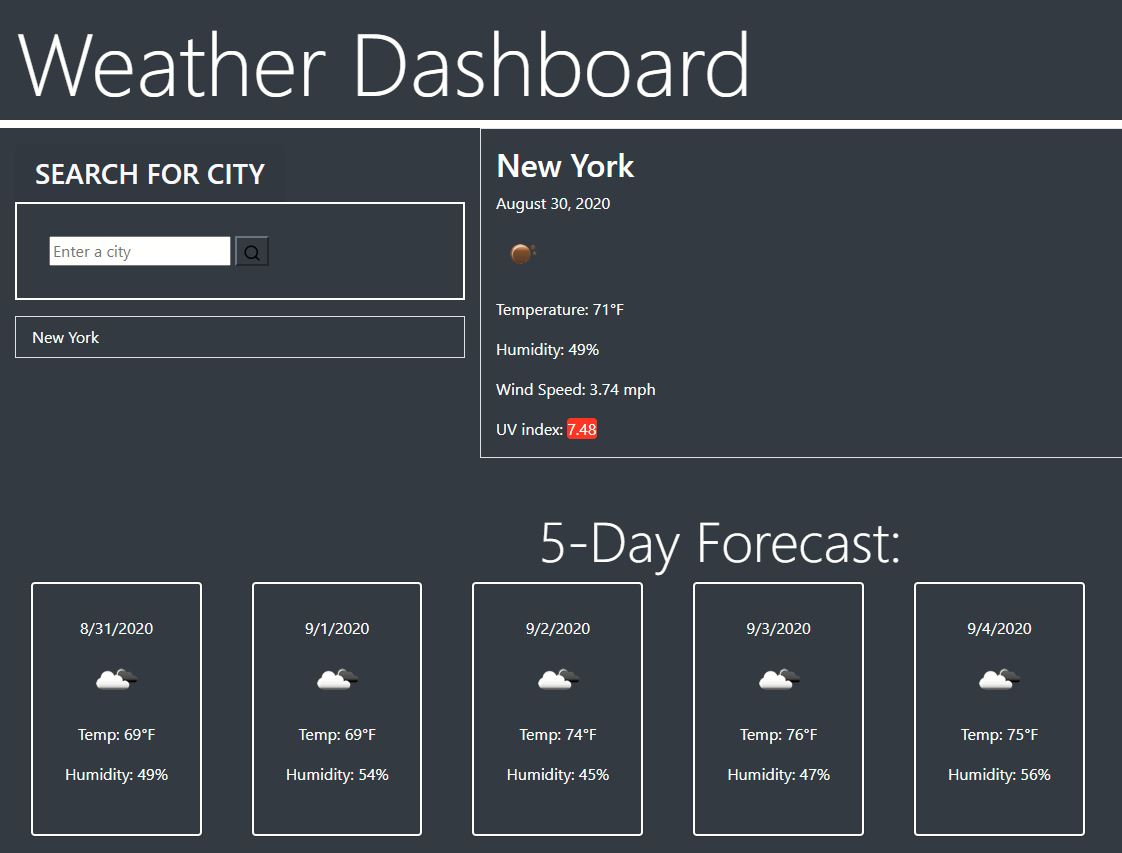 Weather Dashboard
SEARCH FOR CITY
Enter a city
New York
New York
August 30, 2020
Temperature: 71°F
Humidity: 49%
Wind Speed: 3.74 mph
UV index: 7.48
5-Day Forecast:
8/31/2020
Temp: 69°F
Humidity: 49%
9/1/2020
Temp: 69°F
Humidity: 54%
9/2/2020
Temp: 74°F
Humidity: 45%
9/3/2020
Temp: 76°F
Humidity: 47%
9/4/2020
Temp: 75°F
Humidity: 56%